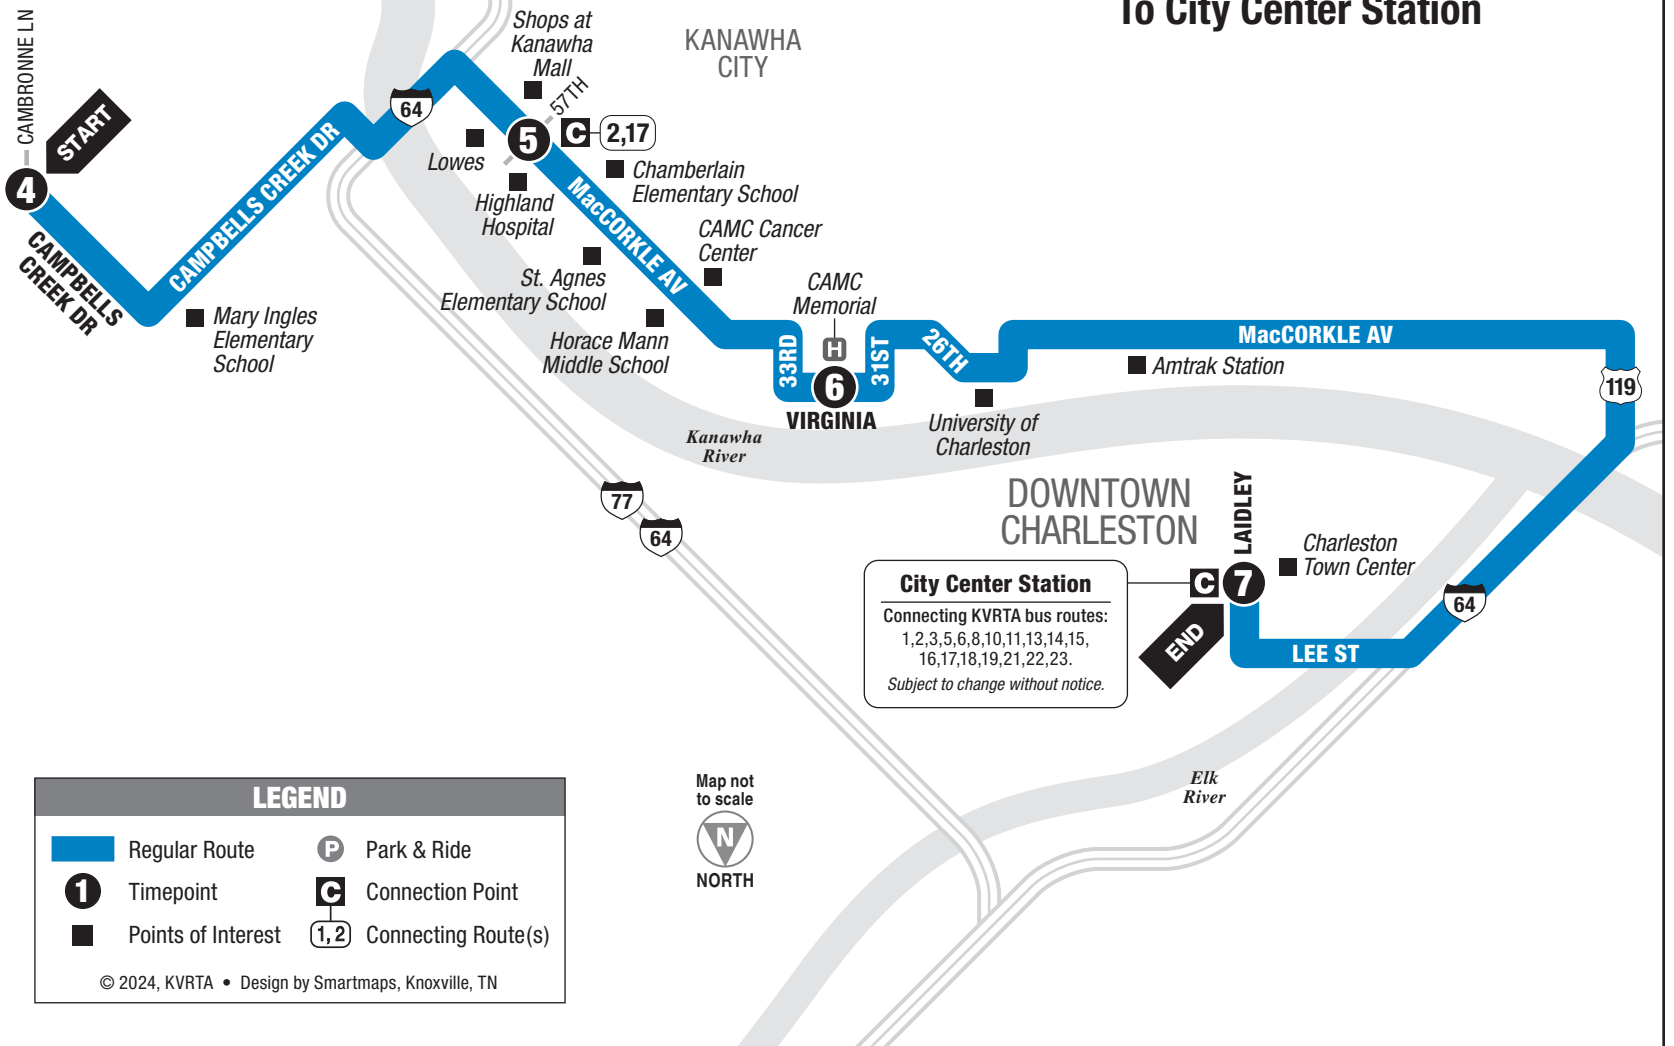 To City Center Station
CAMBRONNE LN
START
4
CAMPBELLS
CREEK DR
CAMPBELLS CREEK DR
Mary Ingles
Elementary
School
64
Shops at
Kanawha
Mall
57TH
KANAWHA
CITY
5
C
2,17
Lowes
Highland
Hospital
Chamberlain
Elementary School
MacCORKLE AV
CAMC Cancer
Center
St. Agnes
Elementary School
Horace Mann
Middle School
CAMC
Memorial
H
33RD
6
31ST
VIRGINIA
26TH
University of
Charleston
MacCORKLE AV
Amtrak Station
119
Kanawha
River
77
64
DOWNTOWN
CHARLESTON
LAIDLEY
Charleston
Town Center
C
7
64
END
LEE ST
City Center Station
Connecting KVRTA bus routes:
1,2,3,5,6,8,10,11,13,14,15,
16,17,18,19,21,22,23.
Subject to change without notice.
Elk
River
Map not
to scale
N
NORTH
LEGEND
Regular Route
P Park & Ride
1 Timepoint
C Connection Point
Points of Interest
1, 2 Connecting Route(s)
© 2024, KVRTA • Design by Smartmaps, Knoxville, TN